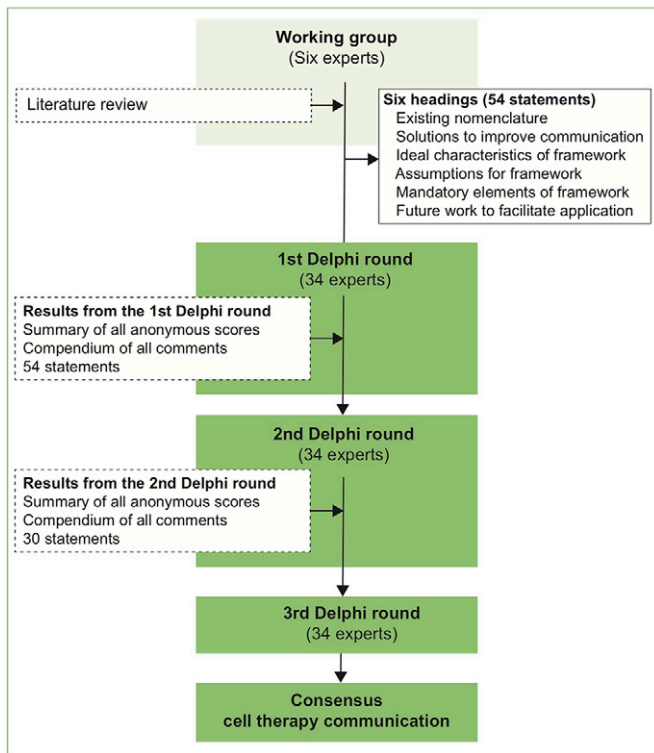 Working group
(Six experts)
Literature review
Six headings (54 statements)
Existing nomenclature
Solutions to improve communication
Ideal characteristics of framework
Assumptions for framework
Mandatory elements of framework
Future work to facilitate application
1st Delphi round
(34 experts)
Results from the 1st Delphi round
Summary of all anonymous scores
Compendium of all comments
54 statements
2nd Delphi round
(34 experts)
Results from the 2nd Delphi round
Summary of all anonymous scores
Compendium of all comments
30 statements
3rd Delphi round
(34 experts)
Consensus
cell therapy communication